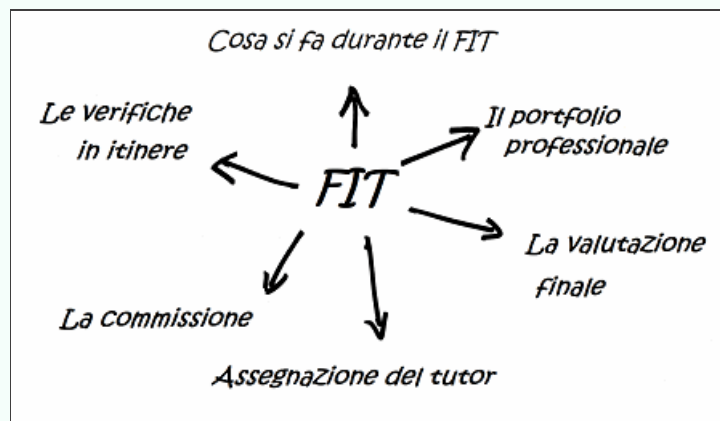 Cosa si fa durante il FIT
Le verifiche
in itinere
Il portfolio
professionale
FIT
La valutazione
finale
La commissione
Assegnazione del tutor